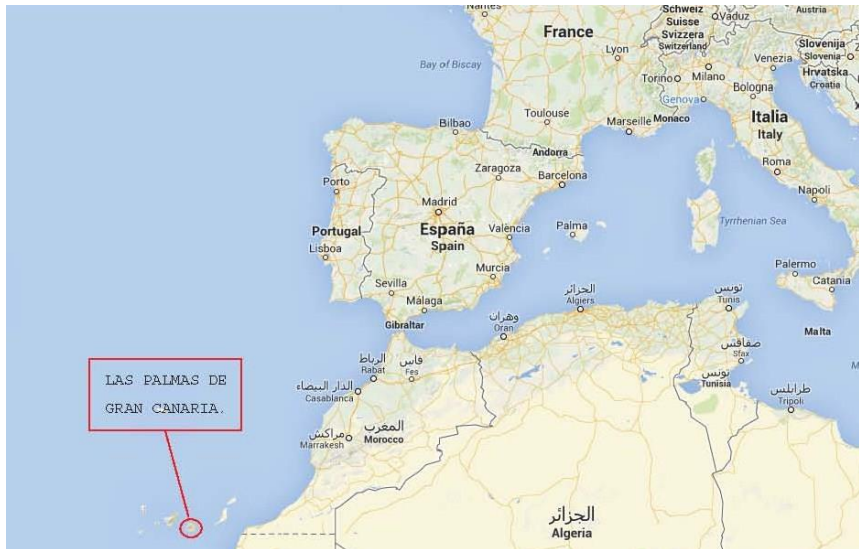 Nantes
France
Schweiz
Suisse
Svizzera
Switzerland
Vaduz
Austria
Lyon
Slovenija
Slovenia
Hrvatska
Croatia
Bay of Biscay
Torino
Milano
Venezia
Genova
Bologna
Toulouse
Marseille
Monaco
Italia
Italy
Bilbao
Andorra
Roma
Zaragoza
Barcelona
Porto
Madrid
Napoli
España
Spain
Portugal
Valencia
Palma
Tyrrhenian Sea
Lisboa
Murcia
Palermo
Catania
Sevilla
Málaga
الجزائر
Algiers
تونس
Tunis
Gibraltar
وهران
Oran
Malta
صفاقس
Sfax
الرباط
Rabat
فاس
Fes
تونس
Tunisia
LAS PALMAS DE
GRAN CANARIA.
الدار البيضاء
Casablanca
طرابلس
Tripoli
مراكش
Marrakesh
المغرب
Morocco
الجزائر
Algeria